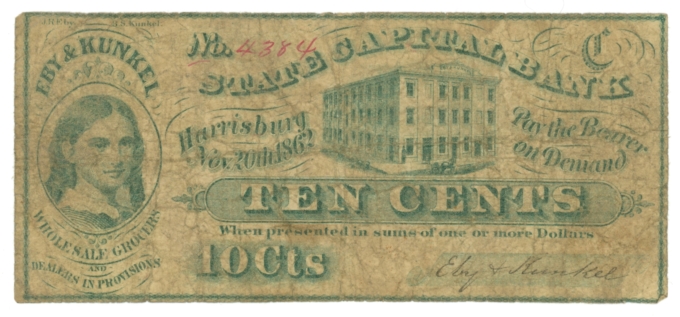 EBY & KUNKEL
WHOLESALE GROCERS
AND
DEALERS IN PROVISIONS
No. 4384
STATE CAPITAL BANK
C
Harrisburg
Nov. 20th. 1862
Pay the Bearer
on Demand
TEN CENTS
When presented in sums of one or more Dollars
10 Cts
Eby & Kunkel